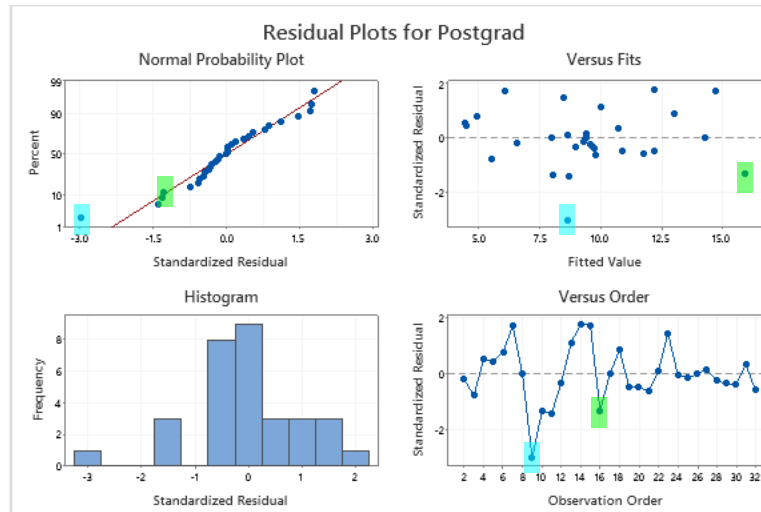 Residual Plots for Postgrad
Normal Probability Plot
99
90
50
10
1
Percent
-3.0 -1.5 0.0 1.5 3.0
Standardized Residual
Versus Fits
2
0
-2
Standardized Residual
5.0 7.5 10.0 12.5 15.0
Fitted Value
Histogram
8
6
4
2
0
Frequency
-3 -2 -1 0 1 2
Standardized Residual
Versus Order
2
0
-2
Standardized Residual
2 4 6 8 10 12 14 16 18 20 22 24 26 28 30 32
Observation Order